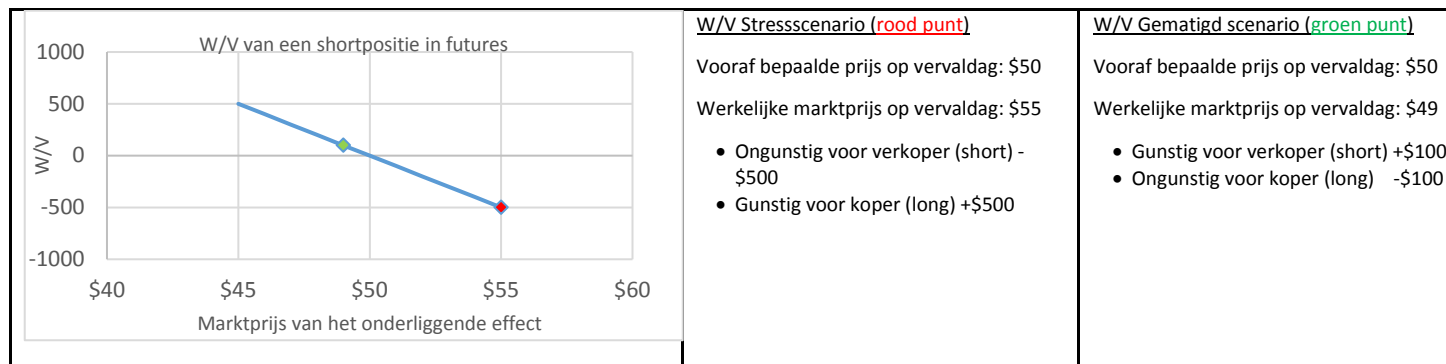 W/V van een shortpositie in futures
1000
500
0
-500
-1000
W/V
$40 $45 $50 $55 $60
Marktprijs van het onderliggende effect
W/V Stressscenario (rood punt)
Vooraf bepaalde prijs op vervaldag: $50
Werkelijke marktprijs op vervaldag: $55
• Ongunstig voor verkoper (short) -
$500
• Gunstig voor koper (long) +$500
W/V Gematigd scenario (groen punt)
Vooraf bepaalde prijs op vervaldag: $50
Werkelijke marktprijs op vervaldag: $49
• Gunstig voor verkoper (short) +$100
• Ongunstig voor koper (long) -$100